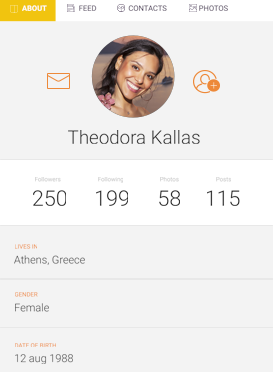 ABOUT FEED CONTACTS PHOTOS
Theodora Kallas
Followers Following Photos Posts
250 199 58 115
LIVES IN
Athens, Greece
GENDER
Female
DATE OF BIRTH
12 aug 1988